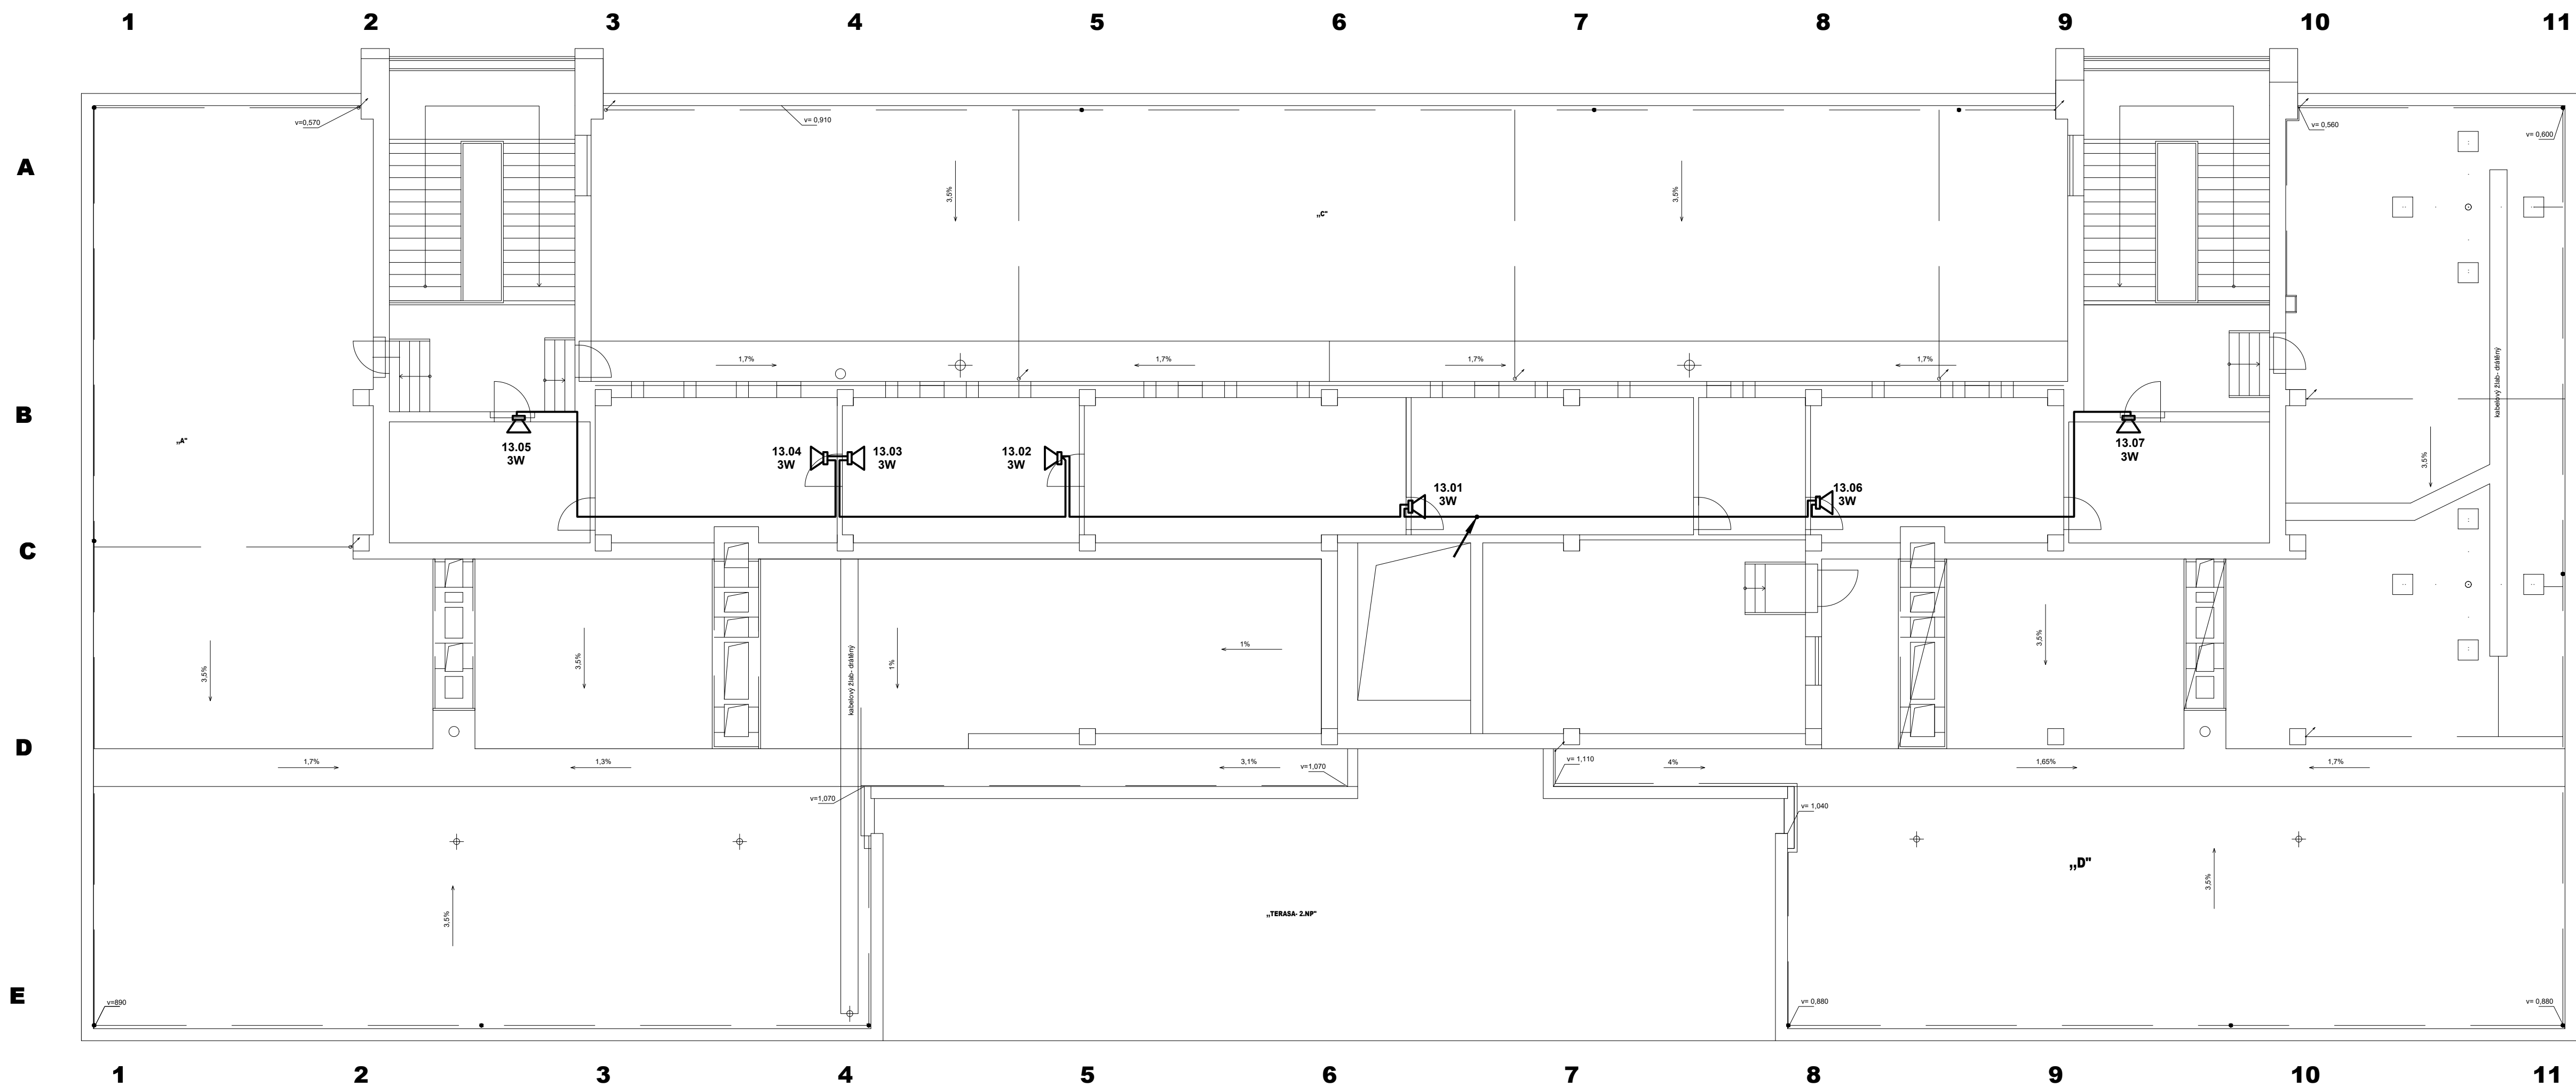 1 2 3 4 5 6 7 8 9 10 11
v=0,570
v= 0,910
v= 0,560
v= 0,600
A
3,5%
3,5%
„C"
kabelový žlab- drátěný
1,7%
1,7%
1,7%
1,7%
B
„A"
13.05
3W
13.04
3W
13.03
3W
13.02
3W
13.01
3W
13.06
3W
13.07
3W
3,5%
C
3,5%
3,5%
kabelový žlab- drátěný
1%
1%
3,5%
D
1,7%
1,3%
3,1%
v=1,070
v= 1,110
4%
1,65%
1,7%
v=1,070
v= 1,040
„D"
3,5%
„TERASA- 2.NP"
3,5%
E
v=890
v= 0,880
v= 0,880
1 2 3 4 5 6 7 8 9 10 11